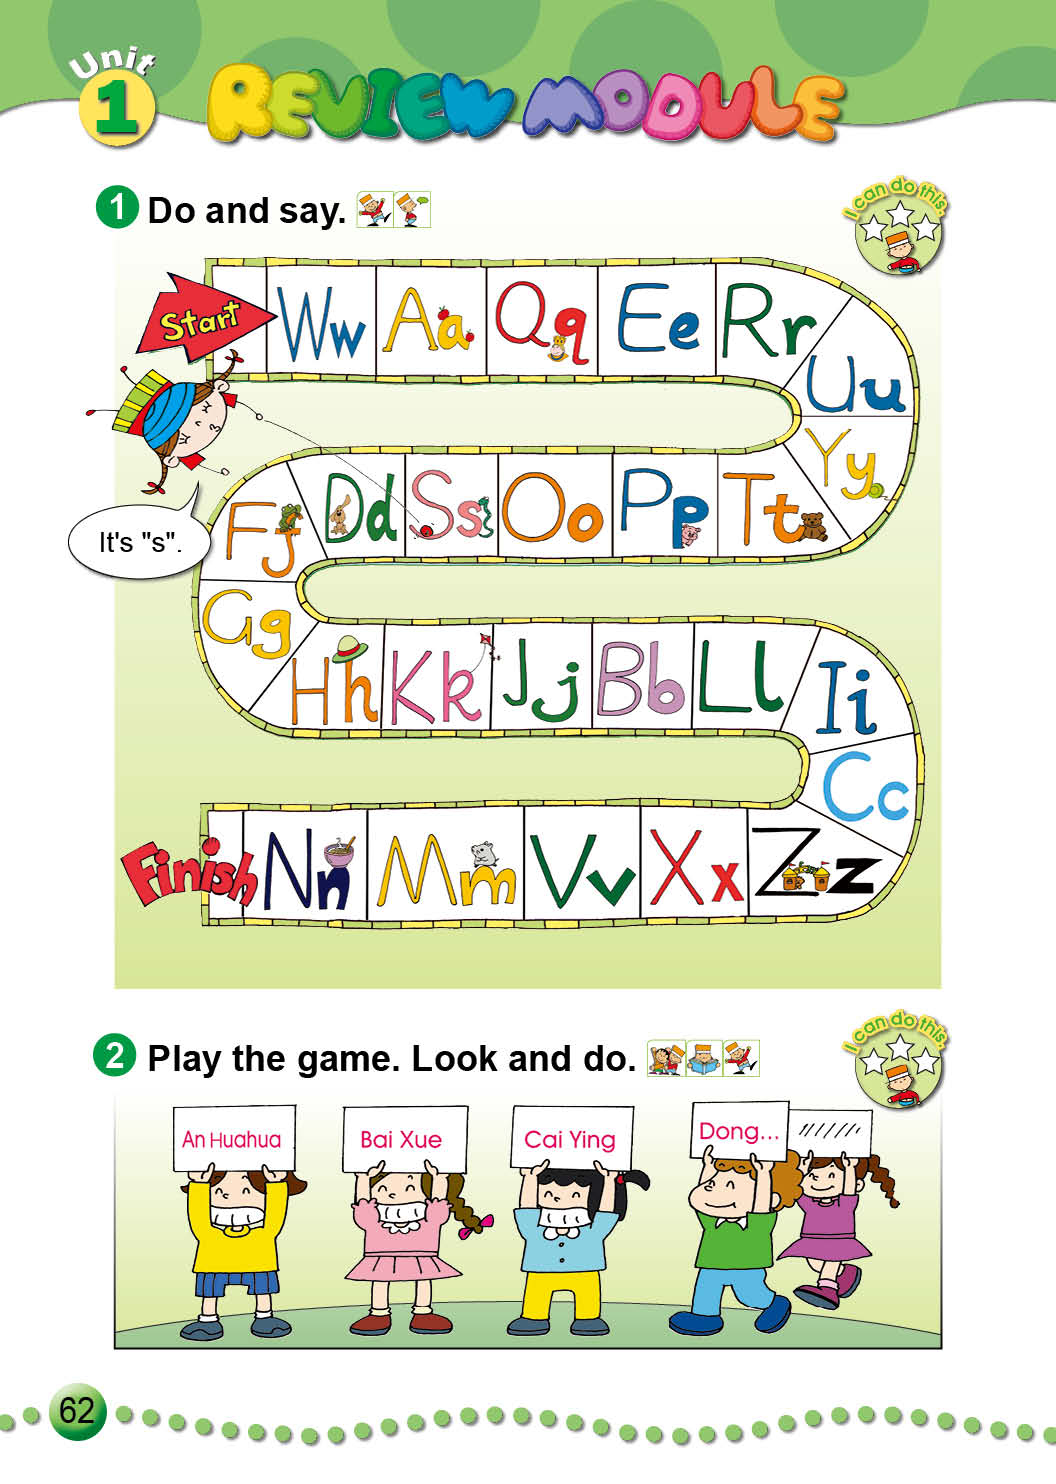 Unit
1
REVIEW MODULE
1 Do and say.
I can do this.
Start
Ww Aa Qq Ee Rr
Uu
Yy
Ff Dd Ss Oo Pp Tt
It's "s".
Gg
Hh Kk Jj Bb Ll Ii
Cc
Finish Nn Mm Vv Xx Zz
2 Play the game. Look and do.
I can do this.
An Huahua Bai Xue Cai Ying Dong...
62